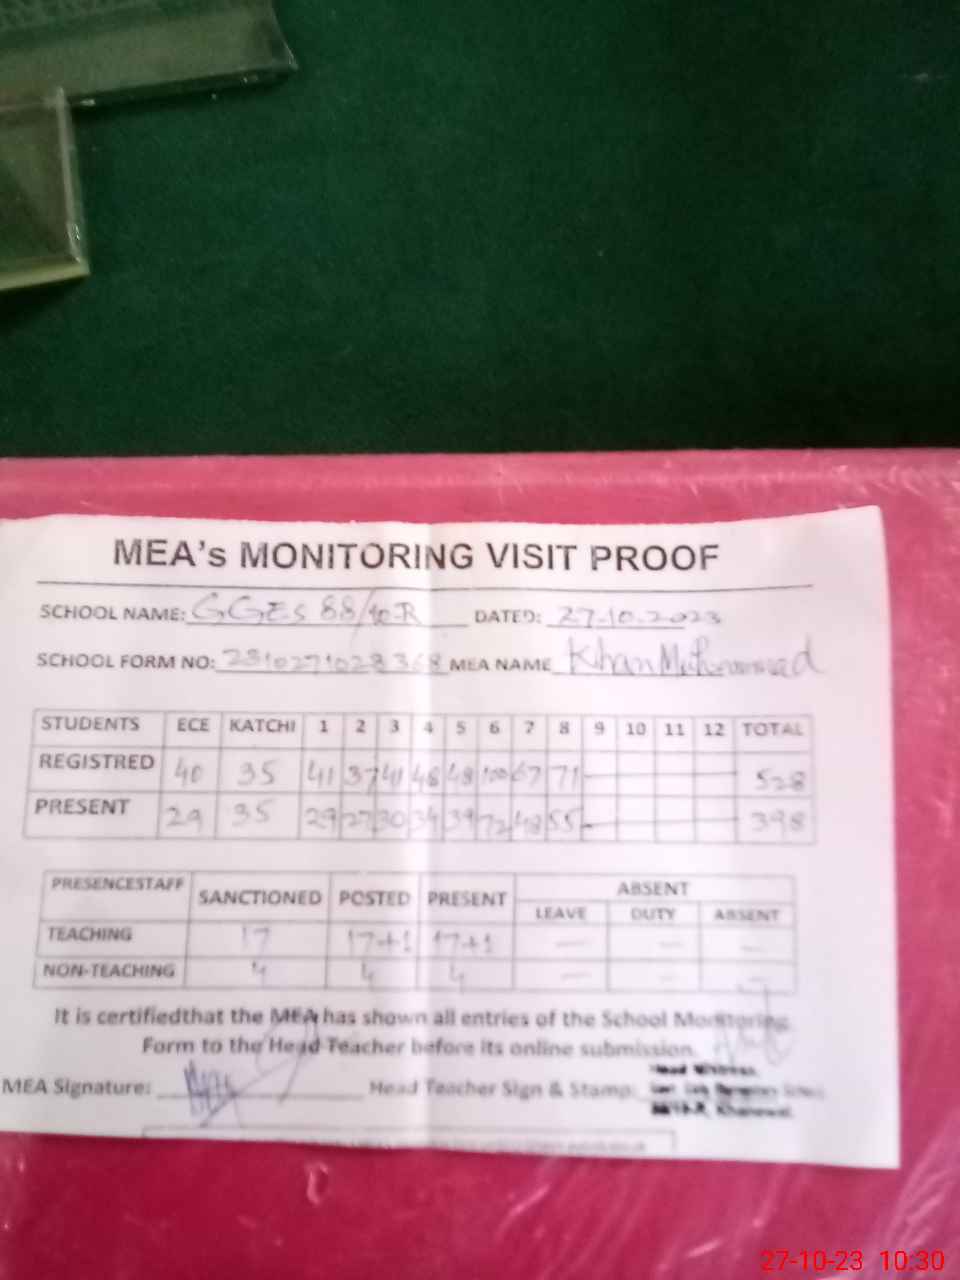 MEA's MONITORING VISIT PROOF
SCHOOL NAME: GGES 88/10-R DATED: 27-10-2023
SCHOOL FORM NO: MEA NAME Khan Muhammad
STUDENTS ECE KATCHI 1 2 3 4 5 6 7 8 9 10 11 12 TOTAL
REGISTRED 40 35 41 37 41 48 48 100 67 71 528
PRESENT 29 35 29 27 30 34 39 72 48 55 398
PRESENCESTAFF SANCTIONED POSTED PRESENT ABSENT
LEAVE DUTY ABSENT
TEACHING 17 17+1 17+1 — — —
NON-TEACHING 4 4 4 — — —
It is certifiedthat the MEA has shown all entries of the School Monitoring
Form to the Head Teacher before its online submission.
MEA Signature: Head Teacher Sign & Stamp:
Head Mistress
88/10-R, Khanewal.
27-10-23 10:30